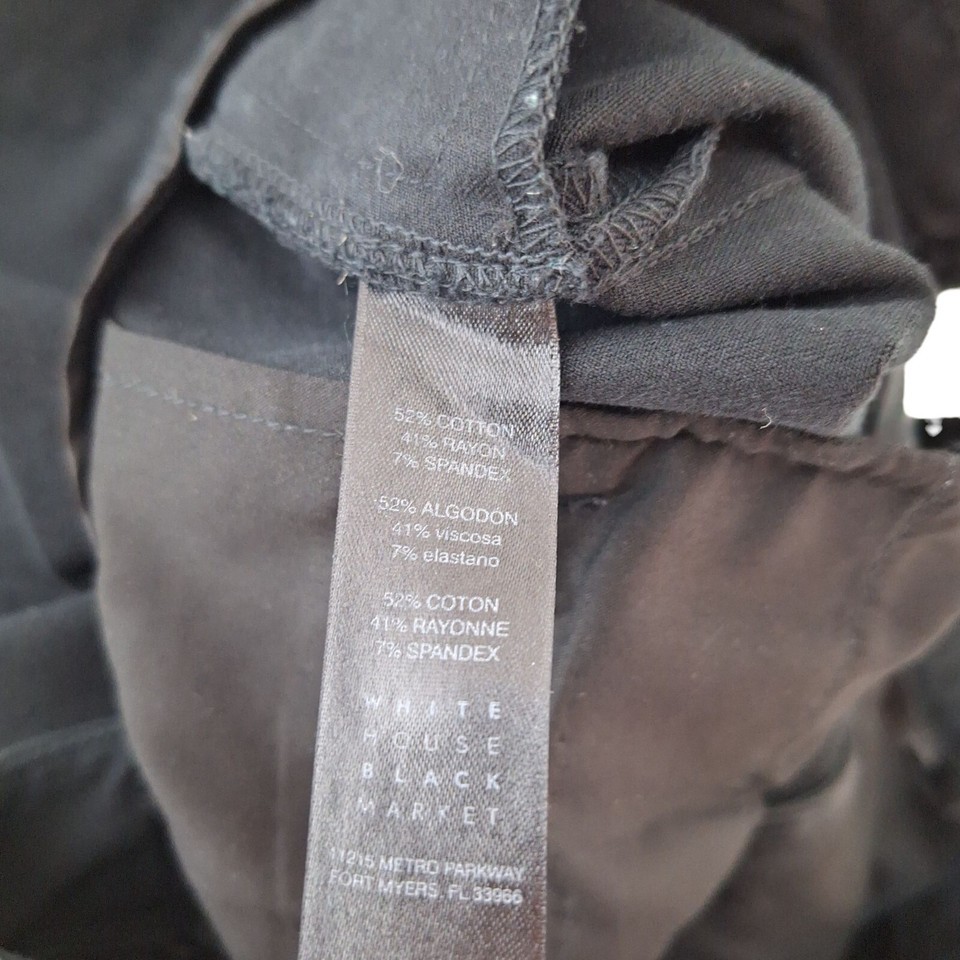 52% COTTON
41% RAYON
7% SPANDEX
52% ALGODON
41% viscosa
7% elastano
52% COTON
41% RAYONNE
7% SPANDEX
WHITE
HOUSE
BLACK
MARKET
11215 METRO PARKWAY
FORT MYERS, FL 33966